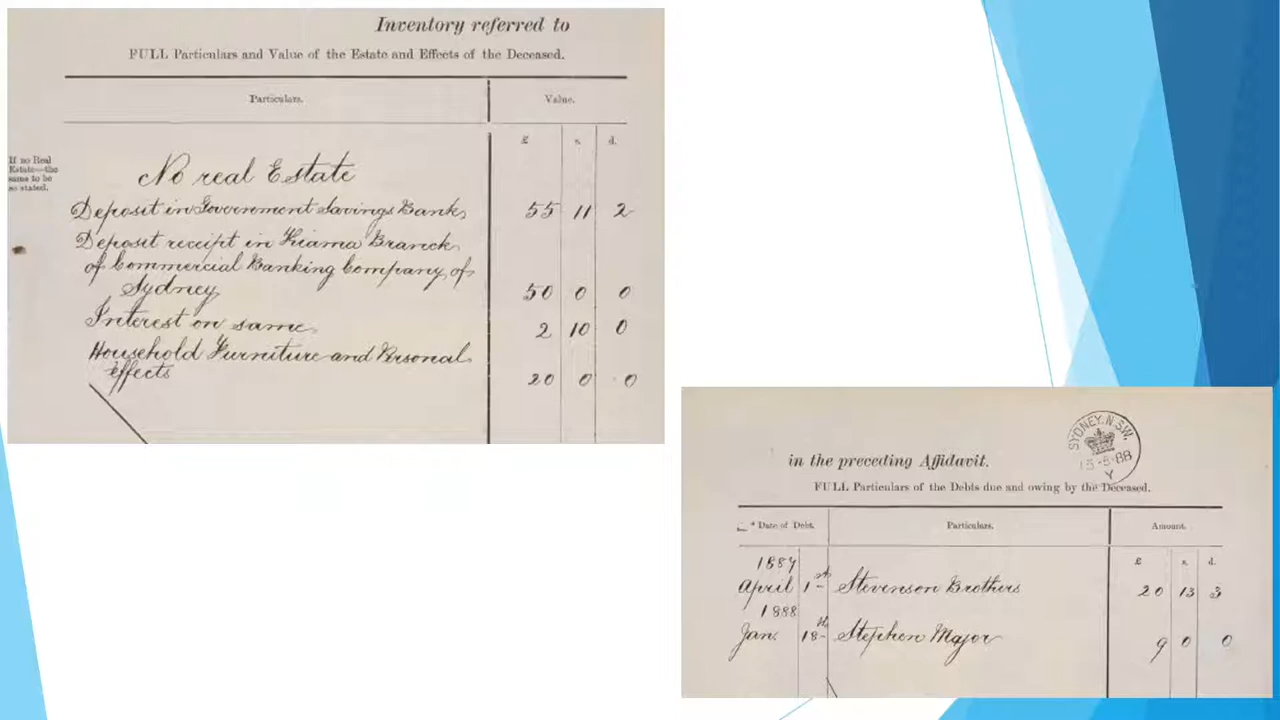 Inventory referred to
FULL Particulars and Value of the Estate and Effects of the Deceased.
Particulars. Value.
£ s. d.
If no Real
Estate—the
same to be
so stated.
No real Estate
Deposit in Government Savings Bank 55 11 2
Deposit receipt in Kiama Branch
of Commercial Banking Company of
Sydney 50 0 0
Interest on same 2 10 0
Household Furniture and Personal
effects 20 0 0
SYDNEY. N.S.W.
15-5-88
Y
in the preceding Affidavit.
FULL Particulars of the Debts due and owing by the Deceased.
* Date of Debt. Particulars. Amount.
£ s. d.
1887
April 1st Stevenson Brothers 20 13 3
1888
Jan. 18th Stephen Major 9 0 0